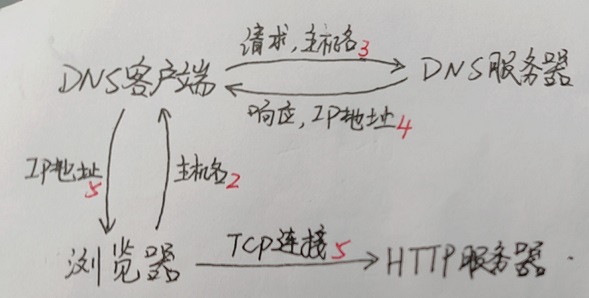 请求,主机名3
DNS客户端
DNS服务器
响应,IP地址4
IP地址5
主机名2
TCP连接5
浏览器
HTTP服务器.